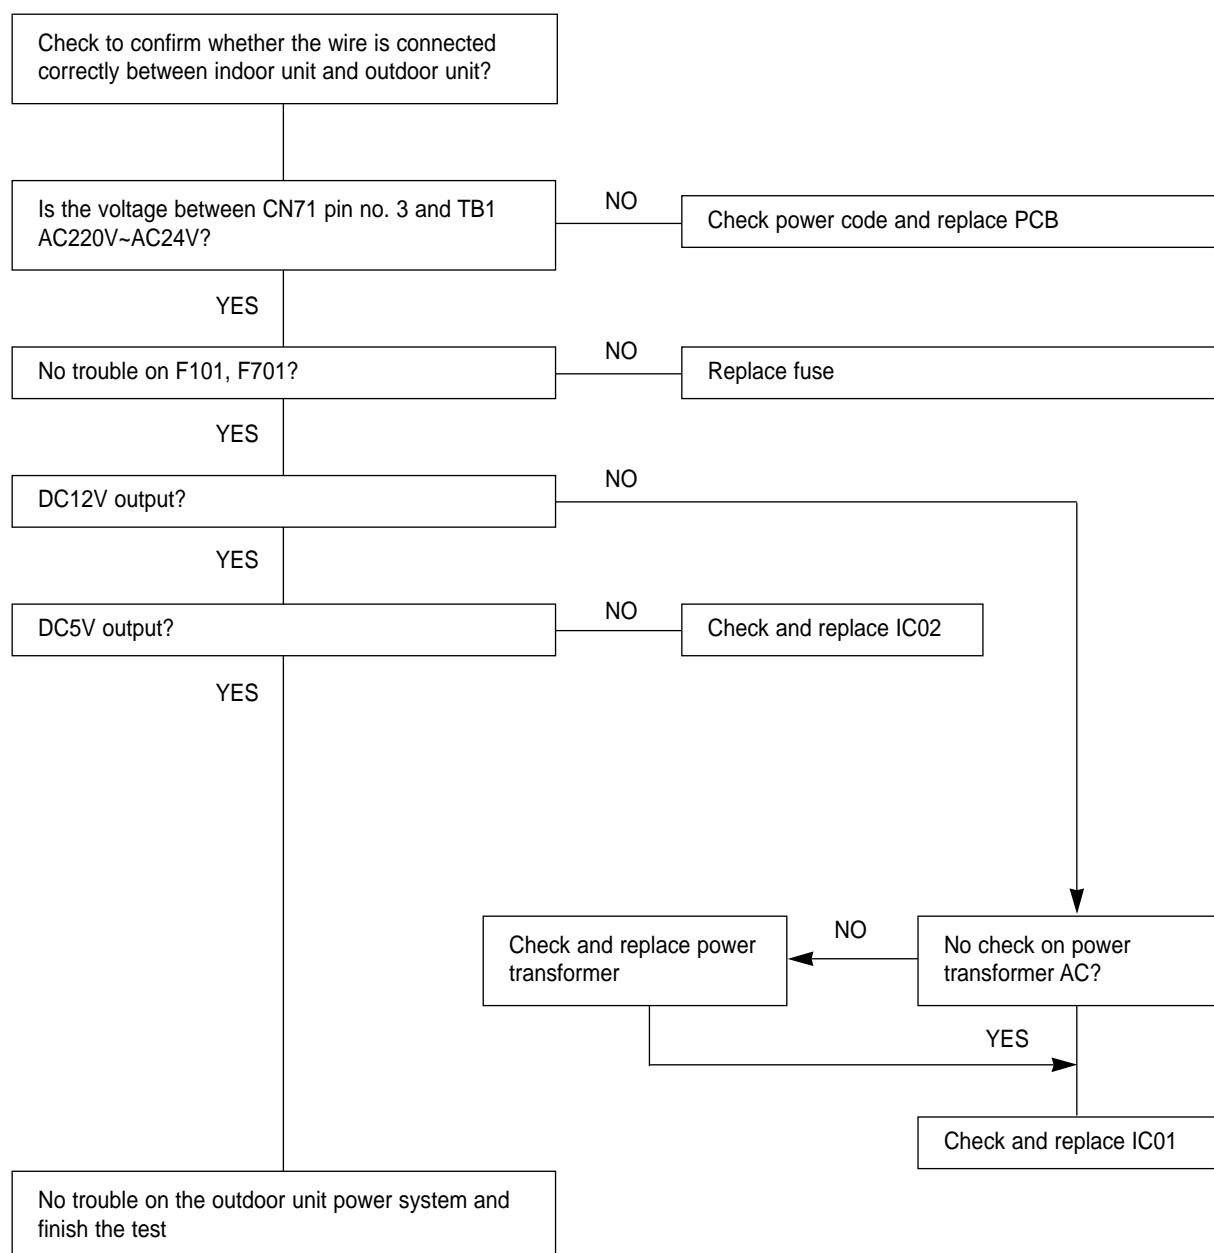 Check to confirm whether the wire is connected
correctly between indoor unit and outdoor unit?
Is the voltage between CN71 pin no. 3 and TB1
AC220V~AC24V?
NO
Check power code and replace PCB
YES
No trouble on F101, F701?
NO
Replace fuse
YES
DC12V output?
NO
YES
DC5V output?
NO
Check and replace IC02
YES
Check and replace power
transformer
NO
No check on power
transformer AC?
YES
Check and replace IC01
No trouble on the outdoor unit power system and
finish the test